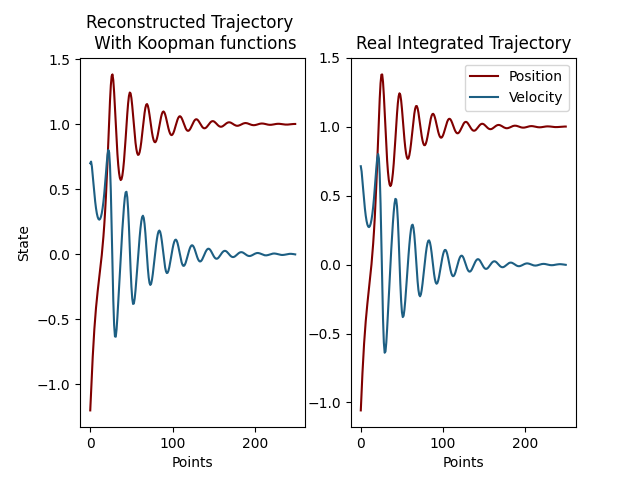 Reconstructed Trajectory
With Koopman functions
Real Integrated Trajectory
State
1.5
1.0
0.5
0.0
−0.5
−1.0
0
100
200
Points
1.5
1.0
0.5
0.0
−0.5
−1.0
0
100
200
Points
Position
Velocity